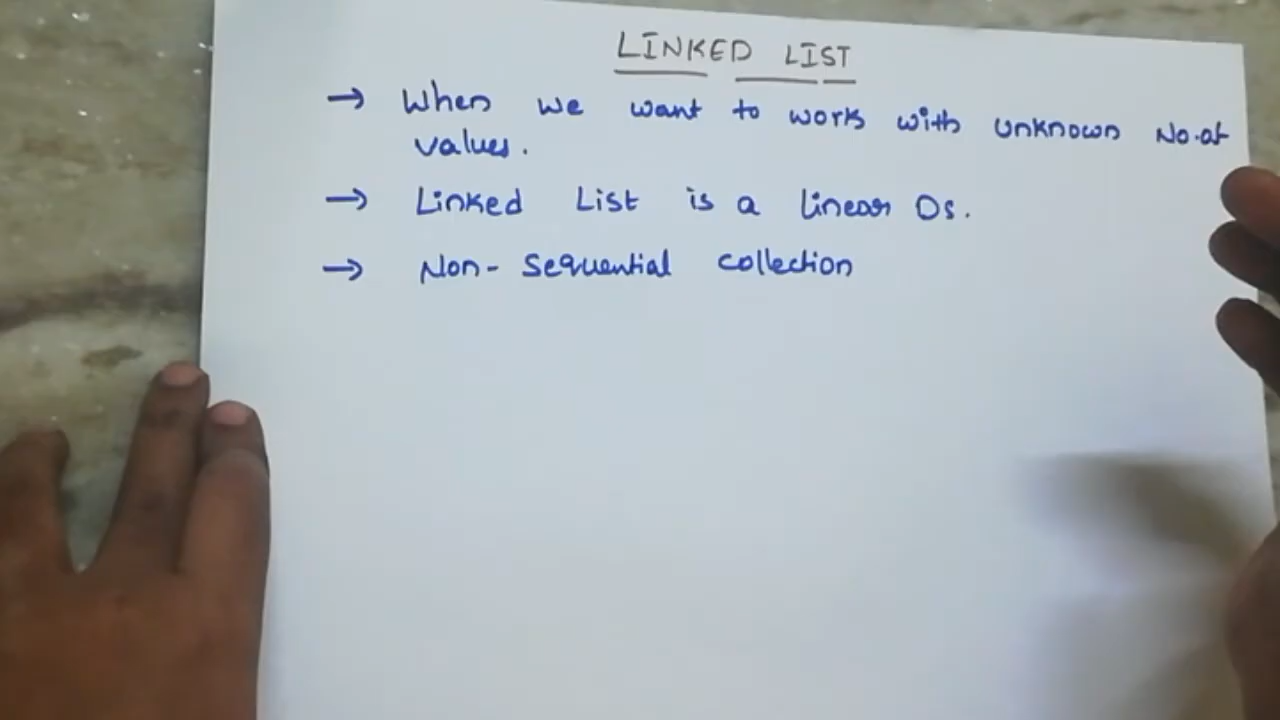 LINKED LIST
→ When we want to work with unknown No.of
values.
→ Linked List is a linear Ds.
→ Non-Sequential collection